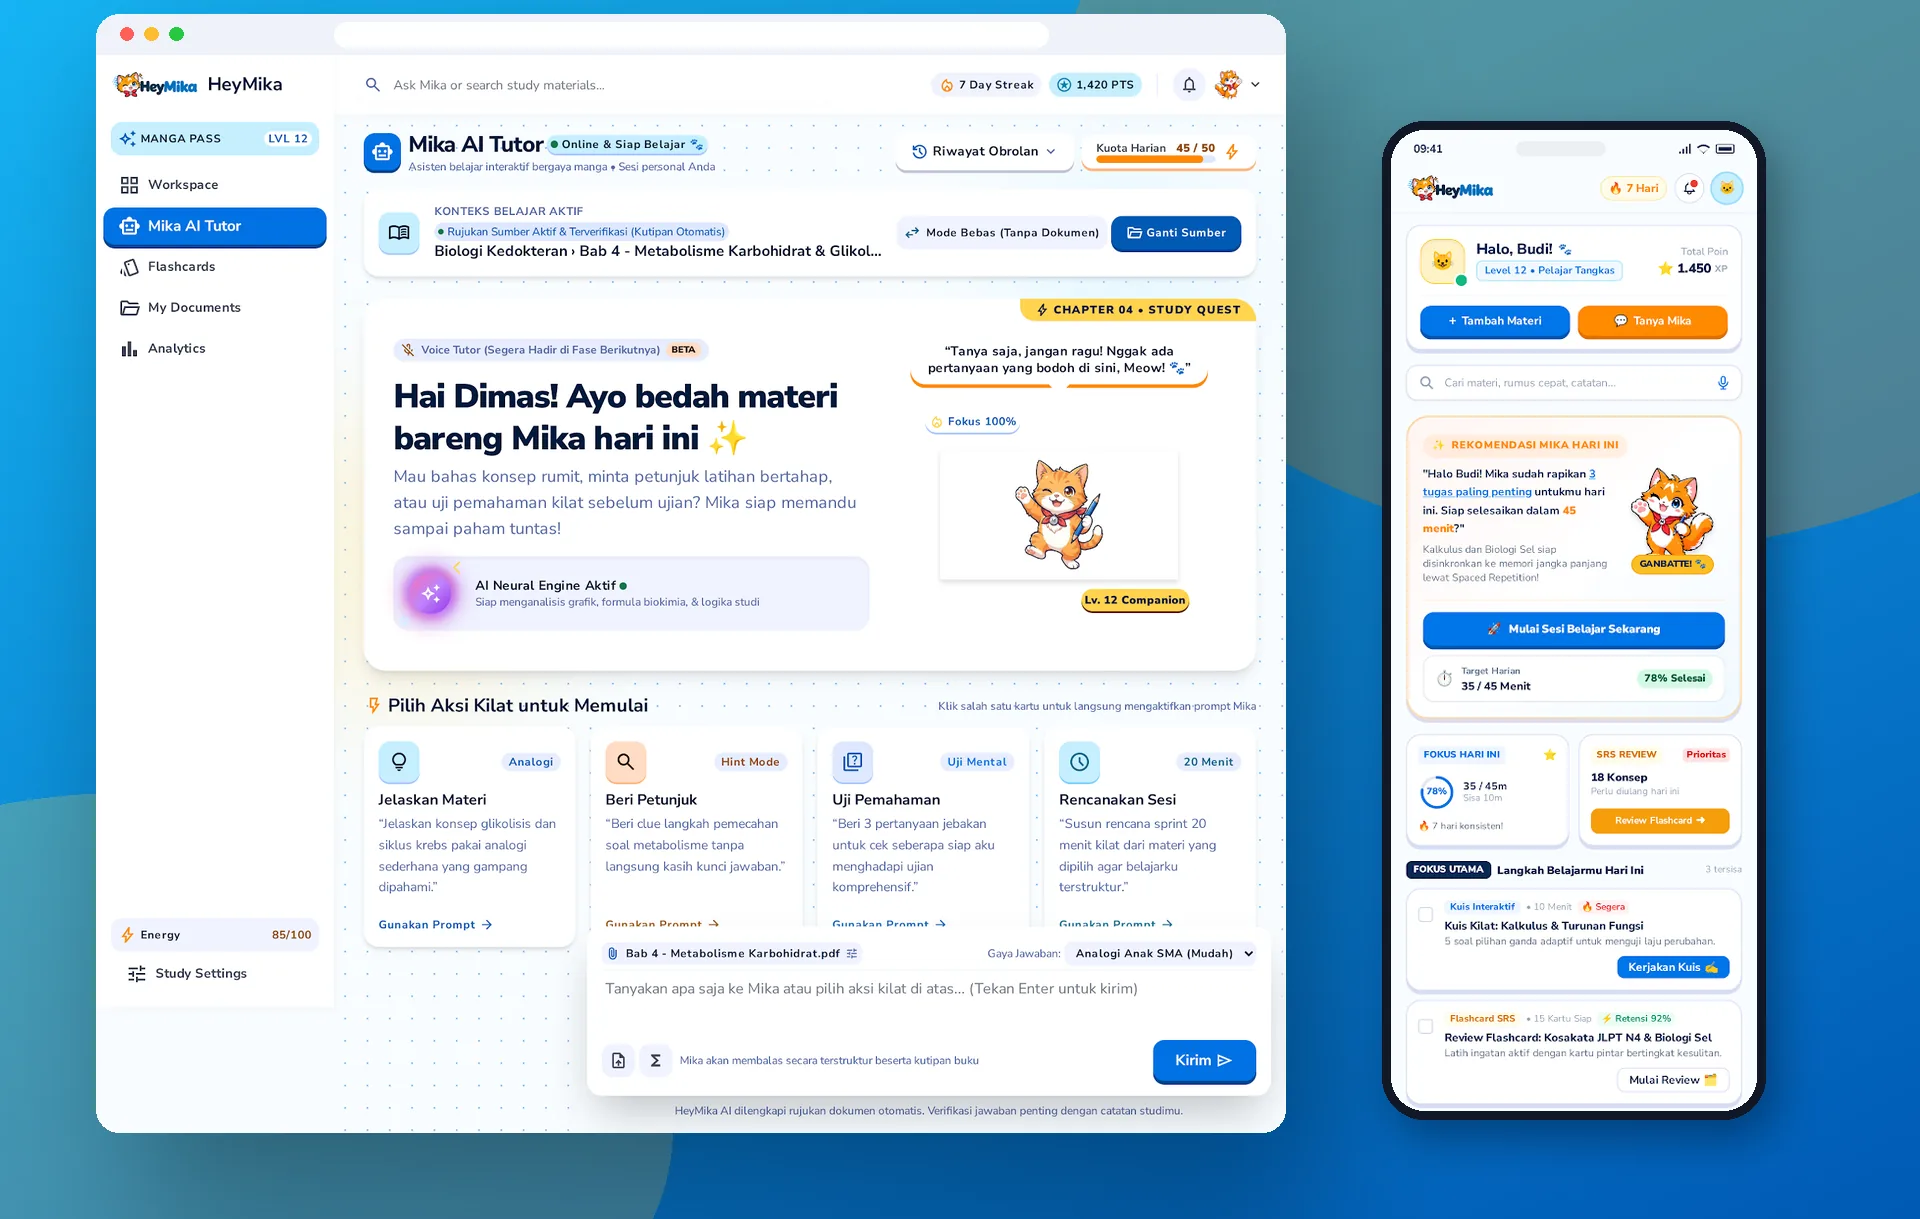 HeyMika HeyMika
MANGA PASS LVL 12
Workspace
Mika AI Tutor
Flashcards
My Documents
Analytics
Energy 85/100
Study Settings
Ask Mika or search study materials...
7 Day Streak
1,420 PTS
Mika AI Tutor
Online & Siap Belajar 🐾
Asisten belajar interaktif bergaya manga • Sesi personal Anda
Riwayat Obrolan
Kuota Harian 45 / 50
KONTEKS BELAJAR AKTIF
Rujukan Sumber Aktif & Terverifikasi (Kutipan Otomatis)
Biologi Kedokteran › Bab 4 - Metabolisme Karbohidrat & Glikol...
Mode Bebas (Tanpa Dokumen)
Ganti Sumber
CHAPTER 04 • STUDY QUEST
Voice Tutor (Segera Hadir di Fase Berikutnya) BETA
Hai Dimas! Ayo bedah materi
bareng Mika hari ini ✨
Mau bahas konsep rumit, minta petunjuk latihan bertahap,
atau uji pemahaman kilat sebelum ujian? Mika siap memandu
sampai paham tuntas!
AI Neural Engine Aktif
Siap menganalisis grafik, formula biokimia, & logika studi
“Tanya saja, jangan ragu! Nggak ada
pertanyaan yang bodoh di sini, Meow! 🐾”
Fokus 100%
Lv. 12 Companion
Pilih Aksi Kilat untuk Memulai
Klik salah satu kartu untuk langsung mengaktifkan prompt Mika
Analogi
Jelaskan Materi
“Jelaskan konsep glikolisis dan
siklus krebs pakai analogi
sederhana yang gampang
dipahami.”
Gunakan Prompt →
Hint Mode
Beri Petunjuk
“Beri clue langkah pemecahan
soal metabolisme tanpa
langsung kasih kunci jawaban.”
Gunakan Prompt →
Uji Mental
Uji Pemahaman
“Beri 3 pertanyaan jebakan
untuk cek seberapa siap aku
menghadapi ujian
komprehensif.”
Gunakan Prompt →
20 Menit
Rencanakan Sesi
“Susun rencana sprint 20
menit kilat dari materi yang
dipilih agar belajarku
terstruktur.”
Gunakan Prompt →
Bab 4 - Metabolisme Karbohidrat.pdf
Gaya Jawaban: Analogi Anak SMA (Mudah)
Tanyakan apa saja ke Mika atau pilih aksi kilat di atas... (Tekan Enter untuk kirim)
Σ Mika akan membalas secara terstruktur beserta kutipan buku
Kirim
HeyMika AI dilengkapi rujukan dokumen otomatis. Verifikasi jawaban penting dengan catatan studimu.
09:41
HeyMika
🔥 7 Hari
Halo, Budi! 🐾
Level 12 • Pelajar Tangkas
Total Poin
⭐ 1.450 XP
+ Tambah Materi
💬 Tanya Mika
Cari materi, rumus cepat, catatan...
✨ REKOMENDASI MIKA HARI INI
"Halo Budi! Mika sudah rapikan 3
tugas paling penting untukmu hari
ini. Siap selesaikan dalam 45
menit?"
Kalkulus dan Biologi Sel siap
disinkronkan ke memori jangka panjang
lewat Spaced Repetition!
GANBATTE! 🐾
🚀 Mulai Sesi Belajar Sekarang
Target Harian
35 / 45 Menit
78% Selesai
FOKUS HARI INI ⭐
78%
35 / 45m
Sisa 10m
🔥 7 hari konsisten!
SRS REVIEW Prioritas
18 Konsep
Perlu diulang hari ini
Review Flashcard ➜
FOKUS UTAMA Langkah Belajarmu Hari Ini 3 tersisa
Kuis Interaktif • 10 Menit 🔥 Segera
Kuis Kilat: Kalkulus & Turunan Fungsi
5 soal pilihan ganda adaptif untuk menguji laju perubahan.
Kerjakan Kuis ✍️
Flashcard SRS • 15 Kartu Siap ⚡ Retensi 92%
Review Flashcard: Kosakata JLPT N4 & Biologi Sel
Latih ingatan aktif dengan kartu pintar bertingkat kesulitan.
Mulai Review 🗂️